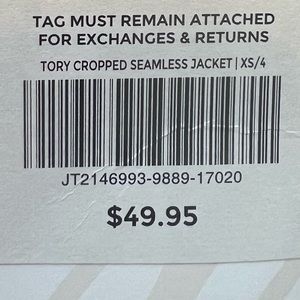 TAG MUST REMAIN ATTACHED
FOR EXCHANGES & RETURNS
TORY CROPPED SEAMLESS JACKET | XS/4
JT2146993-9889-17020
$49.95